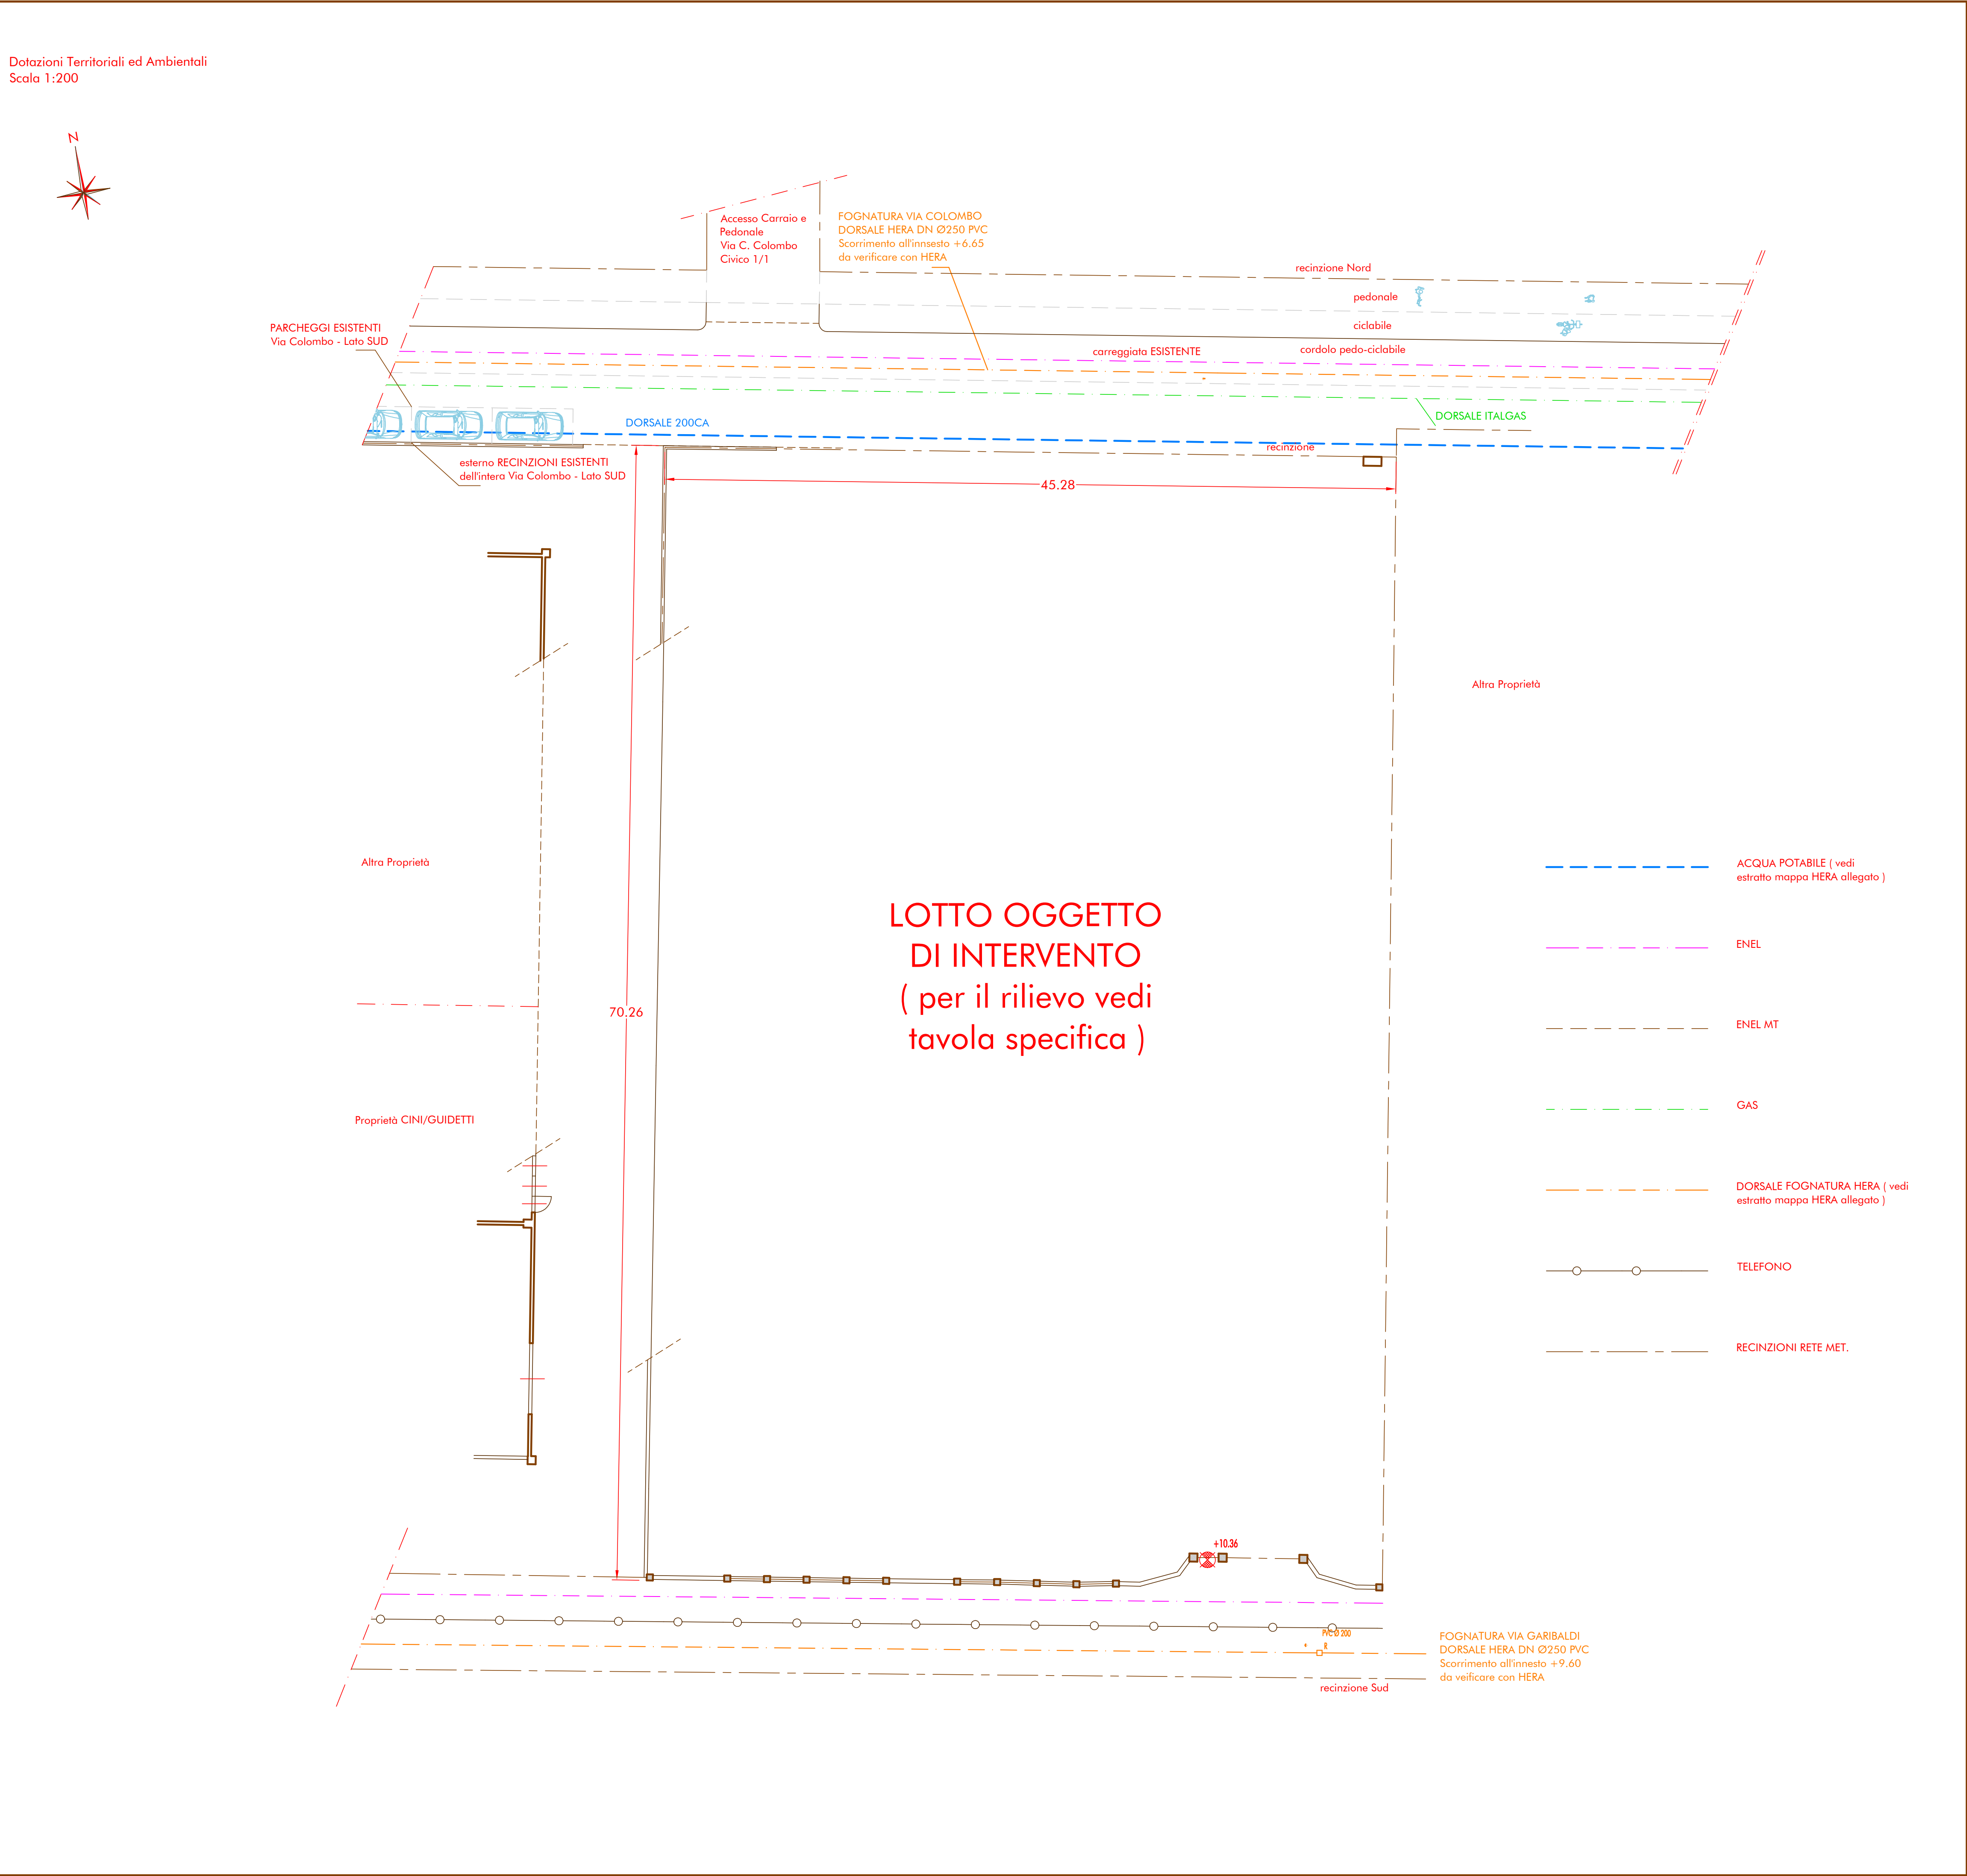 Dotazioni Territoriali ed Ambientali
Scala 1:200
N
Accesso Carraio e
Pedonale
Via C. Colombo
Civico 1/1
FOGNATURA VIA COLOMBO
DORSALE HERA DN Ø250 PVC
Scorrimento all'innsesto +6.65
da verificare con HERA
recinzione Nord
pedonale
ciclabile
PARCHEGGI ESISTENTI
Via Colombo - Lato SUD
carreggiata ESISTENTE
cordolo pedo-ciclabile
DORSALE 200CA
DORSALE ITALGAS
recinzione
esterno RECINZIONI ESISTENTI
dell'intera Via Colombo - Lato SUD
45.28
Altra Proprietà
Altra Proprietà
LOTTO OGGETTO
DI INTERVENTO
( per il rilievo vedi
tavola specifica )
70.26
Proprietà CINI/GUIDETTI
ACQUA POTABILE ( vedi
estratto mappa HERA allegato )
ENEL
ENEL MT
GAS
DORSALE FOGNATURA HERA ( vedi
estratto mappa HERA allegato )
TELEFONO
RECINZIONI RETE MET.
+10.36
PVC Ø 200
R
FOGNATURA VIA GARIBALDI
DORSALE HERA DN Ø250 PVC
Scorrimento all'innesto +9.60
da veificare con HERA
recinzione Sud